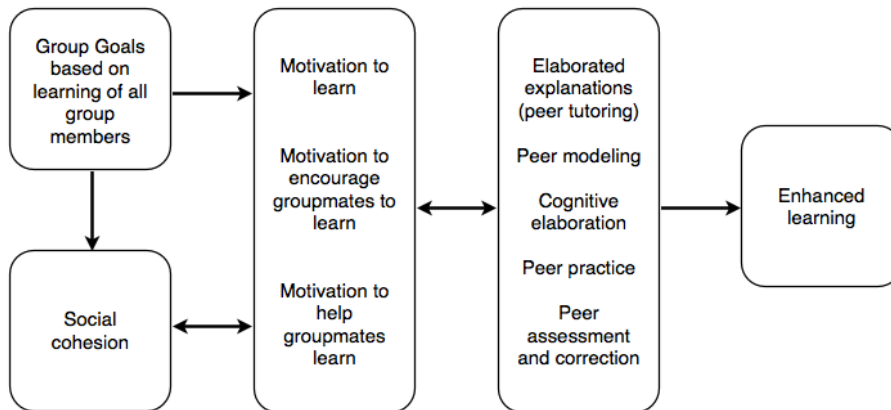 Group Goals
based on
learning of all
group
members
Social
cohesion
Motivation to
learn
Motivation to
encourage
groupmates to
learn
Motivation to
help
groupmates
learn
Elaborated
explanations
(peer tutoring)
Peer modeling
Cognitive
elaboration
Peer practice
Peer
assessment
and correction
Enhanced
learning